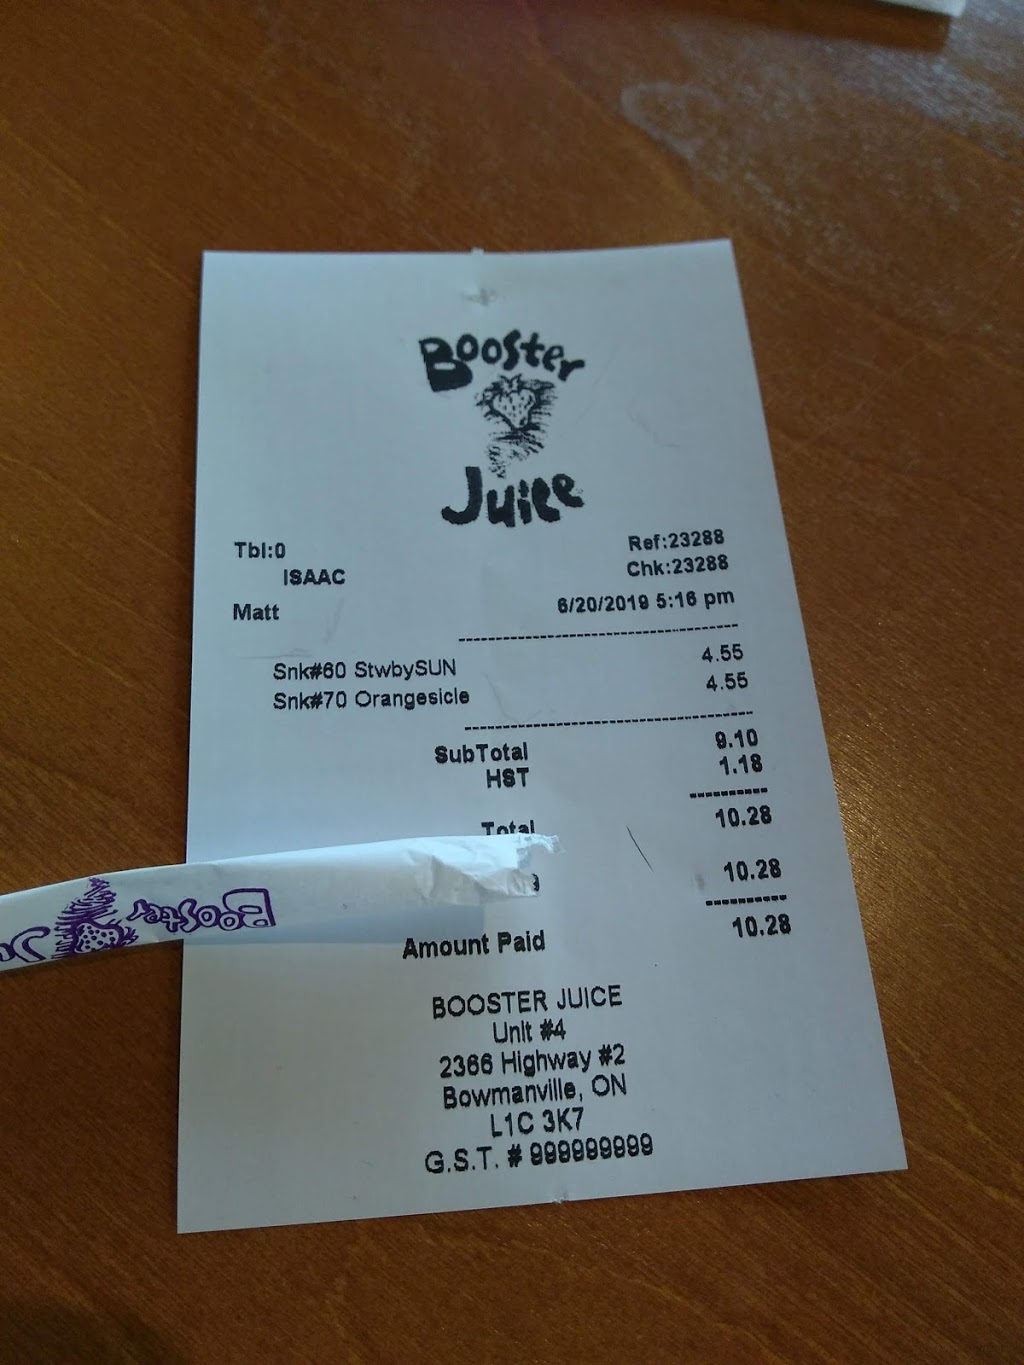 Booster
Juice
Tbl:0 Ref:23288
ISAAC Chk:23288
Matt 6/20/2019 5:16 pm
Snk#60 StwbySUN 4.55
Snk#70 Orangesicle 4.55
SubTotal 9.10
HST 1.18
Total 10.28
10.28
Amount Paid 10.28
Booster
BOOSTER JUICE
Unit #4
2366 Highway #2
Bowmanville, ON
L1C 3K7
G.S.T. # 999999999